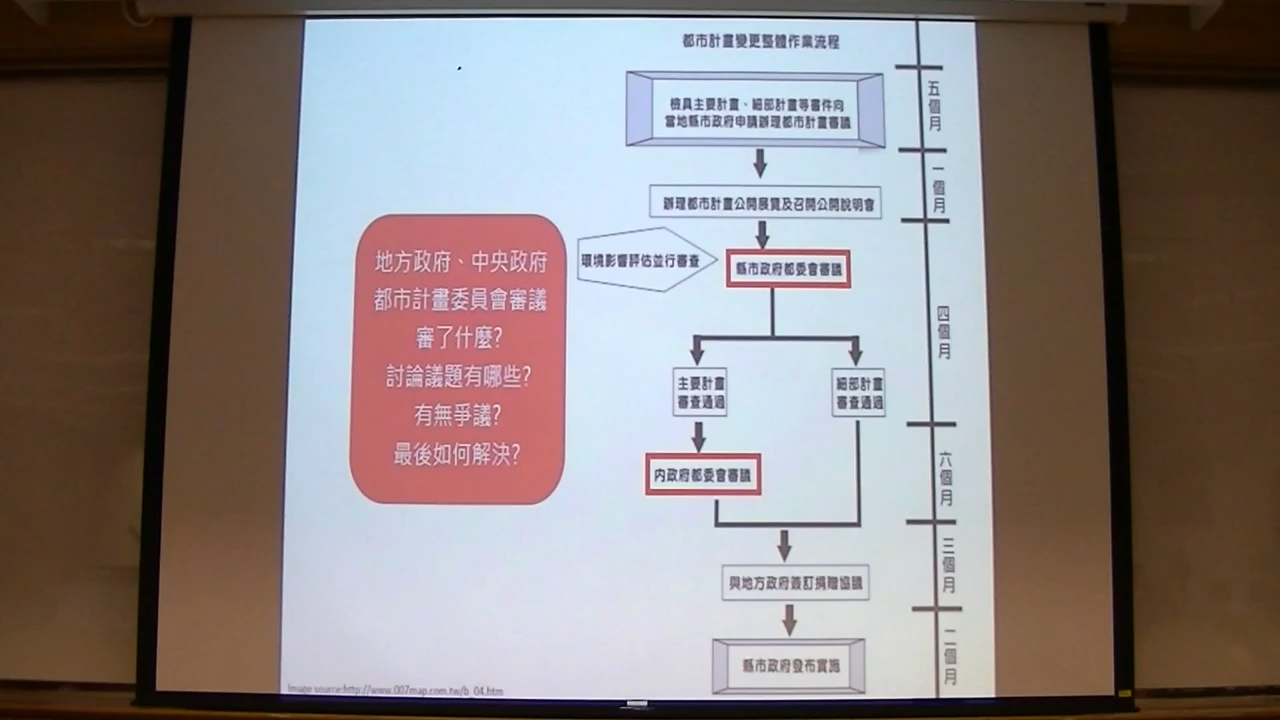 都市計畫變更整體作業流程
檢具主要計畫、細部計畫等書件向
當地縣市政府申請辦理都市計畫審議
辦理都市計畫公開展覽及召開公開說明會
環境影響評估並行審查
縣市政府都委會審議
主要計畫
審查通過
細部計畫
審查通過
內政府都委會審議
與地方政府簽訂捐贈協議
縣市政府發布實施
五個月
一個月
四個月
六個月
三個月
二個月
地方政府、中央政府
都市計畫委員會審議
審了什麼?
討論議題有哪些?
有無爭議?
最後如何解決?
Image source:http://www.007map.com.tw/b_04.htm